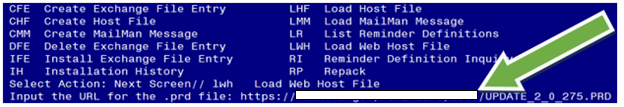 CFE Create Exchange File Entry LHF Load Host File
CHF Create Host File LMM Load MailMan Message
CMM Create MailMan Message LR List Reminder Definitions
DFE Delete Exchange File Entry LWH Load Web Host File
IFE Install Exchange File Entry RI Reminder Definition Inquiry
IH Installation History RP Repack
Select Action: Next Screen// lwh Load Web Host File
Input the URL for the .prd file: https:// /UPDATE_2_0_275.PRD